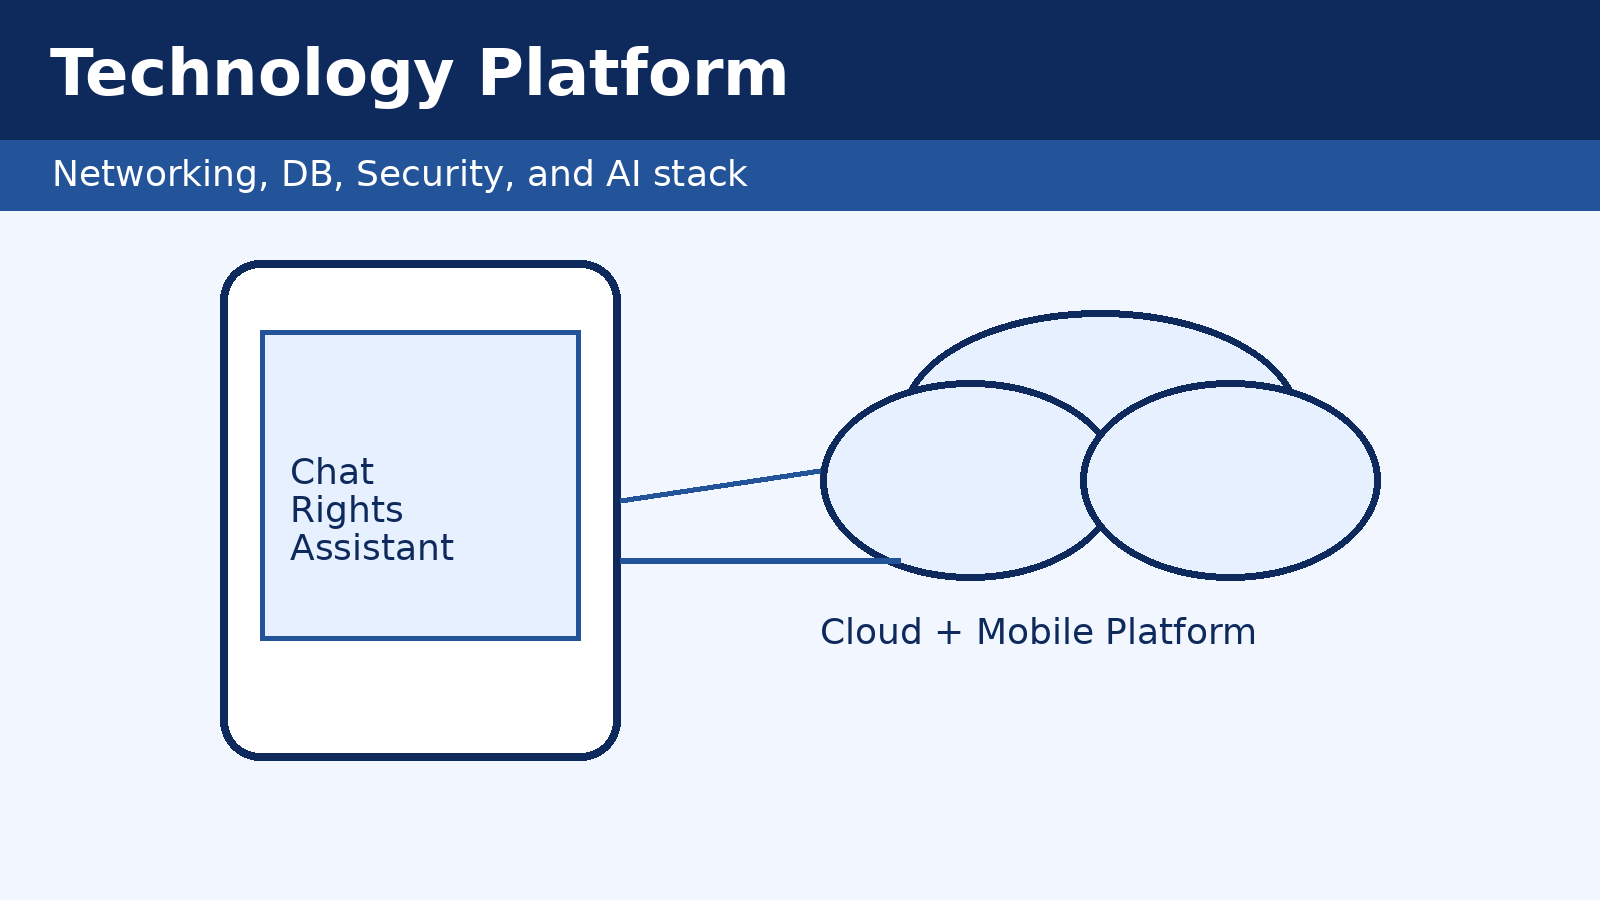 Technology Platform
Networking, DB, Security, and AI stack
Chat
Rights
Assistant
Cloud + Mobile Platform